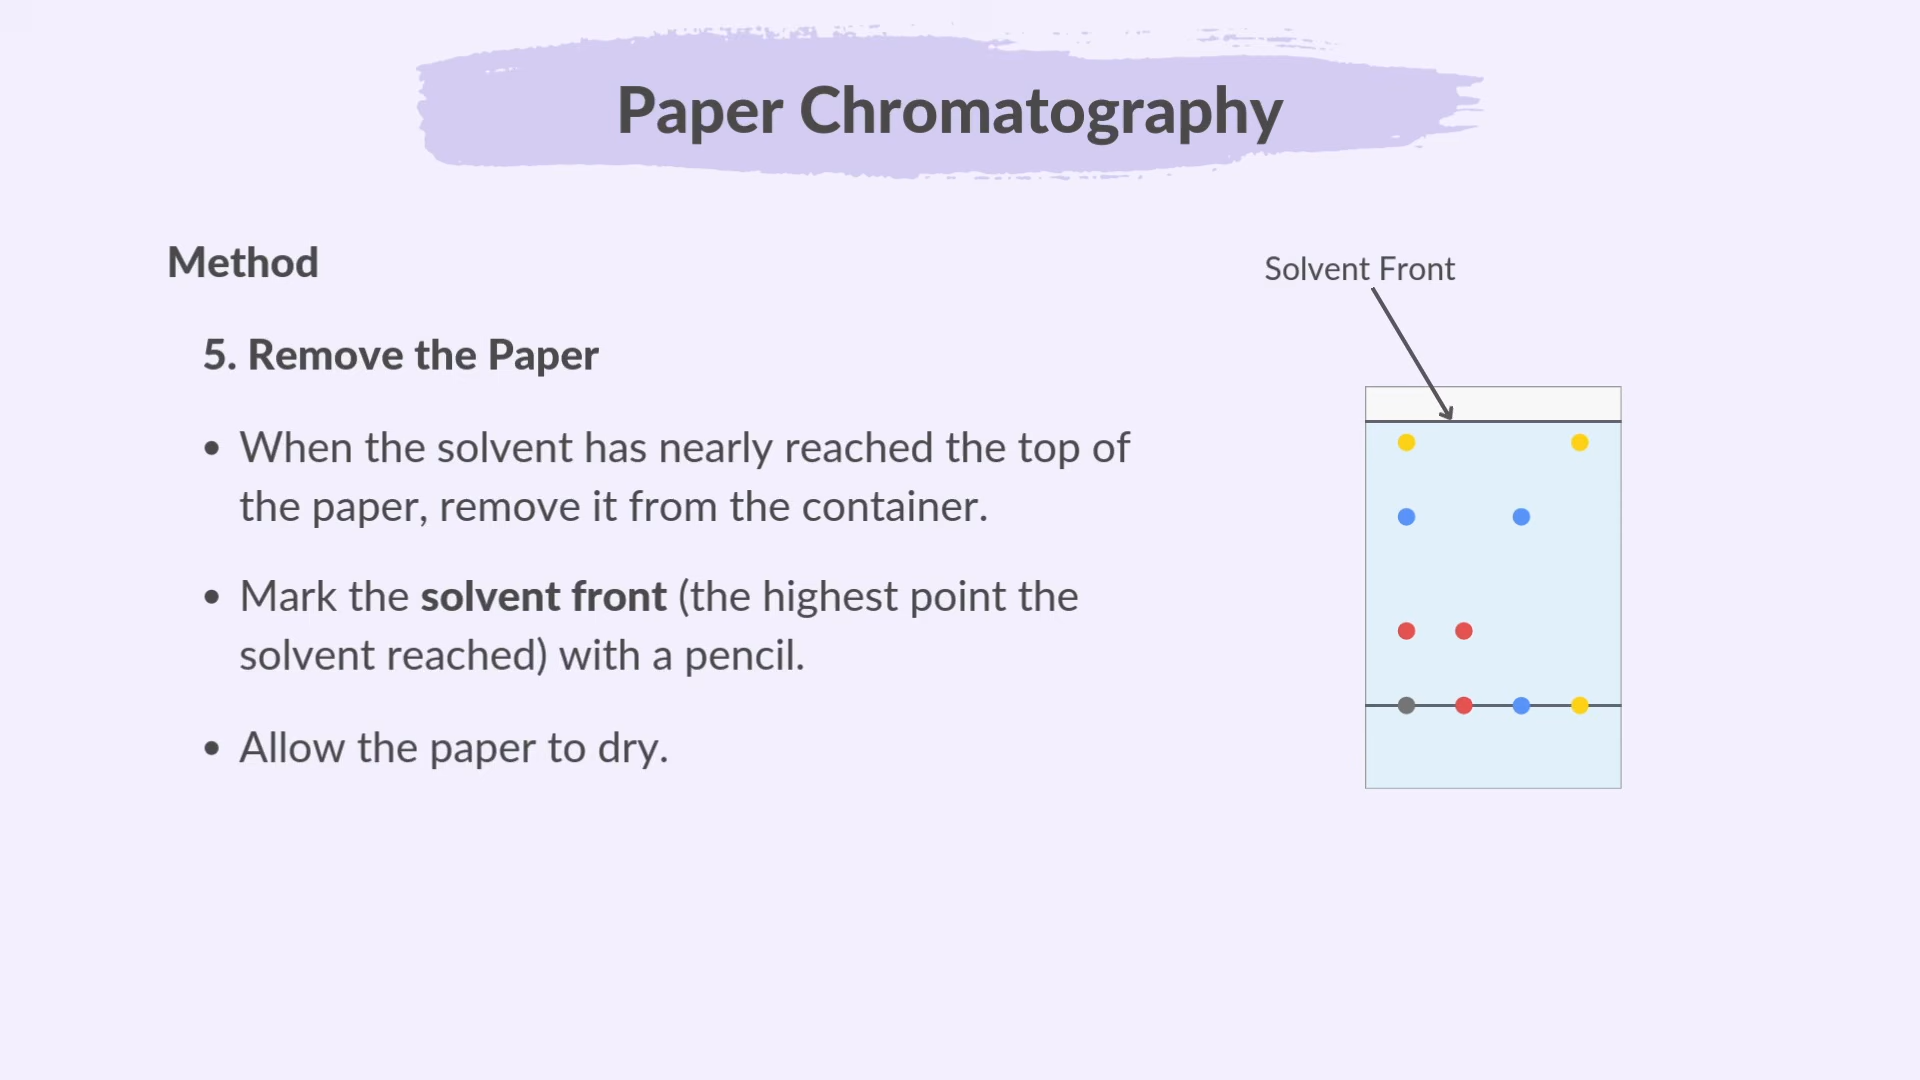 Paper Chromatography
Method
Solvent Front
5. Remove the Paper
• When the solvent has nearly reached the top of
the paper, remove it from the container.
• Mark the solvent front (the highest point the
solvent reached) with a pencil.
• Allow the paper to dry.